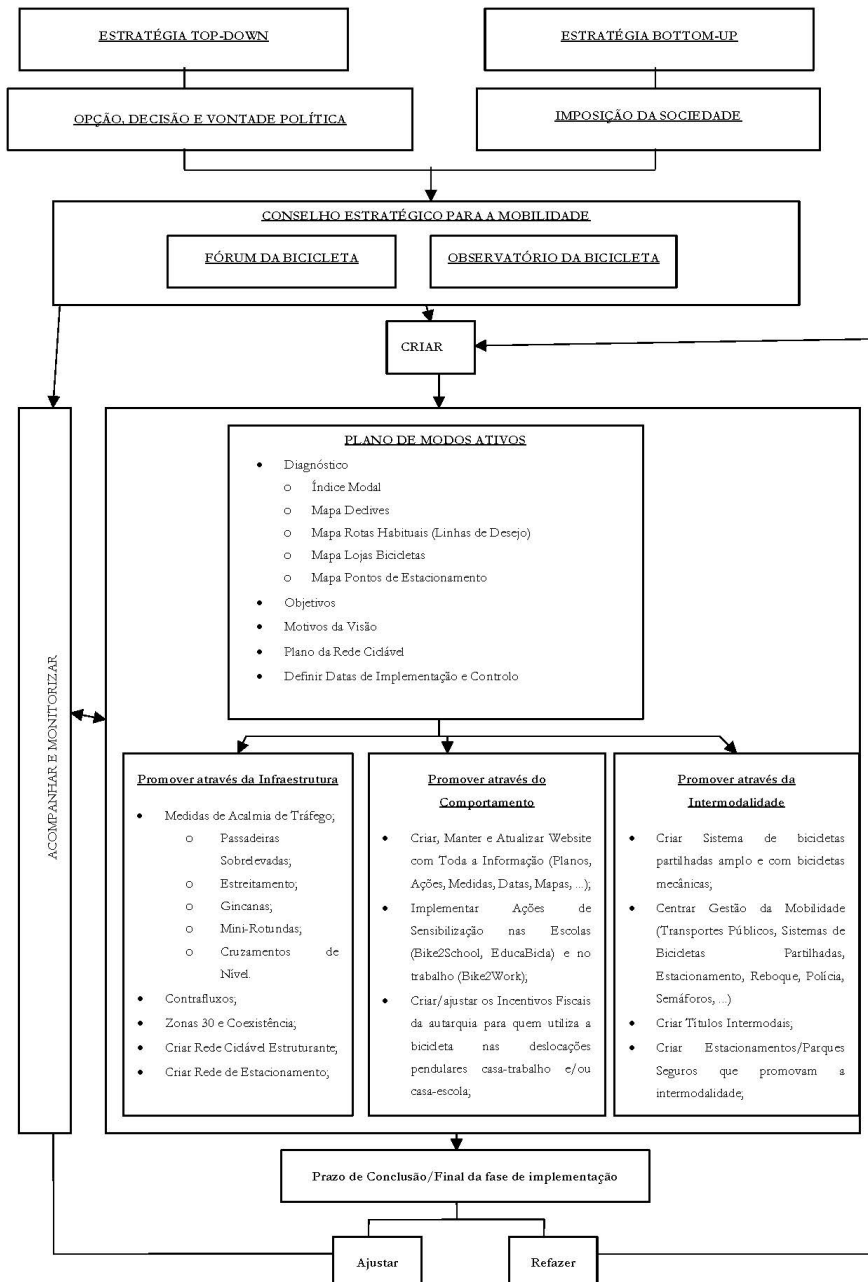 ESTRATÉGIA TOP-DOWN
ESTRATÉGIA BOTTOM-UP
OPÇÃO, DECISÃO E VONTADE POLÍTICA
IMPOSIÇÃO DA SOCIEDADE
CONSELHO ESTRATÉGICO PARA A MOBILIDADE
FÓRUM DA BICICLETA
OBSERVATÓRIO DA BICICLETA
CRIAR
ACOMPANHAR E MONITORIZAR
PLANO DE MODOS ATIVOS
• Diagnóstico
o Índice Modal
o Mapa Declives
o Mapa Rotas Habituais (Linhas de Desejo)
o Mapa Lojas Bicicletas
o Mapa Pontos de Estacionamento
• Objetivos
• Motivos da Visão
• Plano da Rede Ciclável
• Definir Datas de Implementação e Controlo
Promover através da Infraestrutura
• Medidas de Acalmia de Tráfego;
o Passadeiras
Sobrelevadas;
o Estreitamento;
o Gincanas;
o Mini-Rotundas;
o Cruzamentos de
Nível.
• Contrafluxos;
• Zonas 30 e Coexistência;
• Criar Rede Ciclável Estruturante;
• Criar Rede de Estacionamento;
Promover através do
Comportamento
• Criar, Manter e Atualizar Website
com Toda a Informação (Planos,
Ações, Medidas, Datas, Mapas, ...);
• Implementar Ações de
Sensibilização nas Escolas
(Bike2School, EducaBicla) e no
trabalho (Bike2Work);
• Criar/ajustar os Incentivos Fiscais
da autarquia para quem utiliza a
bicicleta nas deslocações
pendulares casa-trabalho e/ou
casa-escola;
Promover através da
Intermodalidade
• Criar Sistema de bicicletas
partilhadas amplo e com bicicletas
mecânicas;
• Centrar Gestão da Mobilidade
(Transportes Públicos, Sistemas de
Bicicletas Partilhadas,
Estacionamento, Reboque, Polícia,
Semáforos, ...)
• Criar Títulos Intermodais;
• Criar Estacionamentos/Parques
Seguros que promovam a
intermodalidade;
Prazo de Conclusão/Final da fase de implementação
Ajustar
Refazer